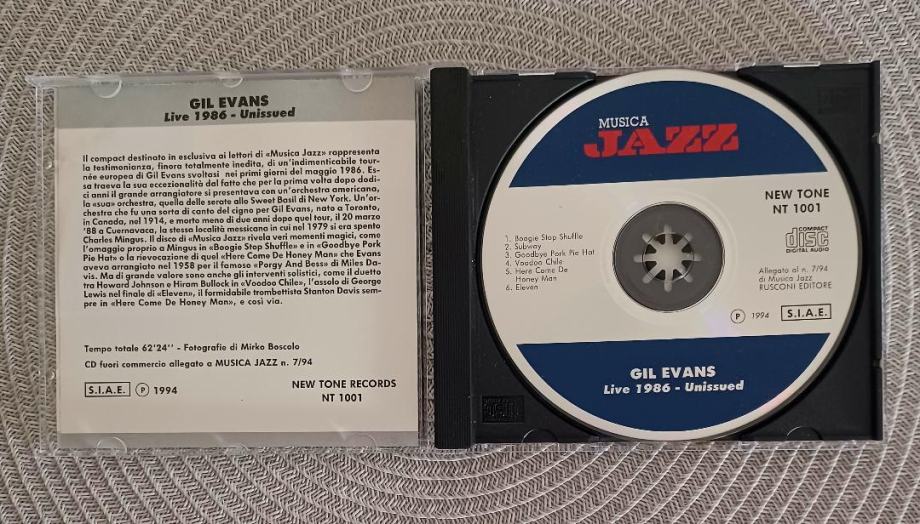 GIL EVANS
Live 1986 - Unissued
Il compact destinato in esclusiva ai lettori di «Musica Jazz» rappresenta
la testimonianza, finora totalmente inedita, di un'indimenticabile tour-
née europea di Gil Evans svoltasi nei primi giorni del maggio 1986. Es-
sa traeva la sua eccezionalità dal fatto che per la prima volta dopo dodi-
ci anni il grande arrangiatore si presentava con un'orchestra americana,
la «sua» orchestra, quella delle serate allo Sweet Basil di New York. Un'or-
chestra che fu una sorta di canto del cigno per Gil Evans, nato a Toronto,
in Canada, nel 1914, e morto meno di due anni dopo quel tour, il 20 marzo
'88 a Cuernavaca, la stessa località messicana in cui nel 1979 si era spento
Charles Mingus. Il disco di «Musica Jazz» rivela veri momenti magici, come
l'omaggio proprio a Mingus in «Boogie Stop Shuffle» e in «Goodbye Pork
Pie Hat» o la rievocazione di quel «Here Come De Honey Man» che Evans
aveva arrangiato nel 1958 per il famoso «Porgy And Bess» di Miles Da-
vis. Ma di grande valore sono anche gli interventi solistici, come il duetto
tra Howard Johnson e Hiram Bullock in «Voodoo Chile», l'assolo di George
Lewis nel finale di «Eleven», il formidabile trombettista Stanton Davis sem-
pre in «Here Come De Honey Man», e così via.
Tempo totale 62'24'' - Fotografie di Mirko Boscolo
CD fuori commercio allegato a MUSICA JAZZ n. 7/94
S.I.A.E. Ⓟ 1994
NEW TONE RECORDS
NT 1001
MUSICA
JAZZ
NEW TONE
NT 1001
COMPACT
disc
DIGITAL AUDIO
1. Boogie Stop Shuffle
2. Subway
3. Goodbye Pork Pie Hat
4. Voodoo Chile
5. Here Come De
Honey Man
6. Eleven
Allegato al n. 7/94
di Musica Jazz
RUSCONI EDITORE
Ⓟ 1994 S.I.A.E.
GIL EVANS
Live 1986 - Unissued